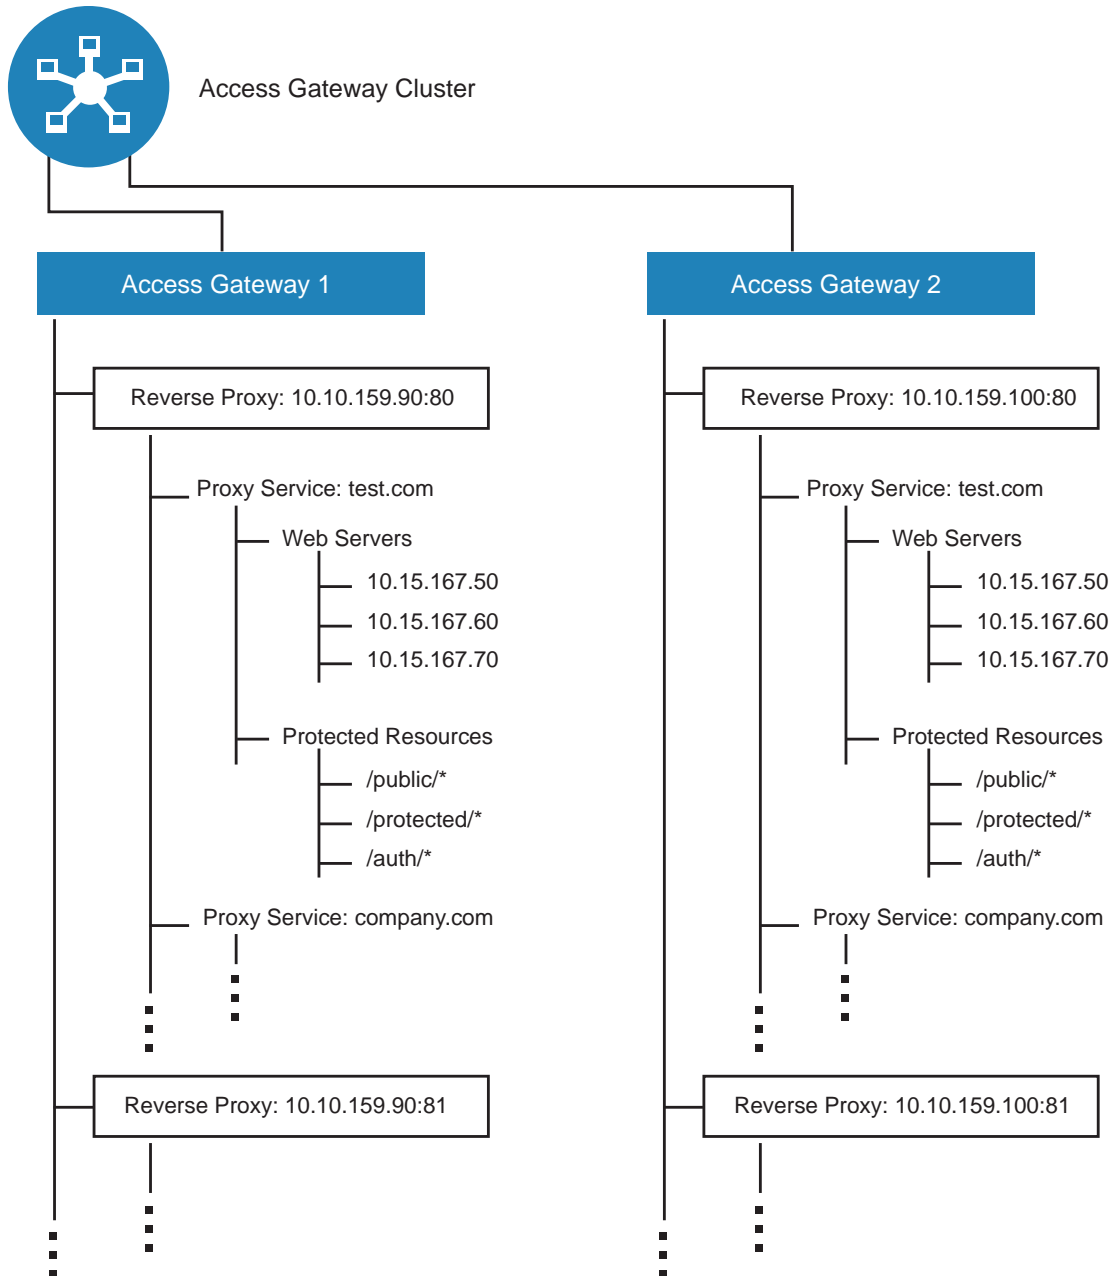 Access Gateway Cluster
Access Gateway 1
Reverse Proxy: 10.10.159.90:80
Proxy Service: test.com
Web Servers
10.15.167.50
10.15.167.60
10.15.167.70
Protected Resources
/public/*
/protected/*
/auth/*
Proxy Service: company.com
Reverse Proxy: 10.10.159.90:81
Access Gateway 2
Reverse Proxy: 10.10.159.100:80
Proxy Service: test.com
Web Servers
10.15.167.50
10.15.167.60
10.15.167.70
Protected Resources
/public/*
/protected/*
/auth/*
Proxy Service: company.com
Reverse Proxy: 10.10.159.100:81